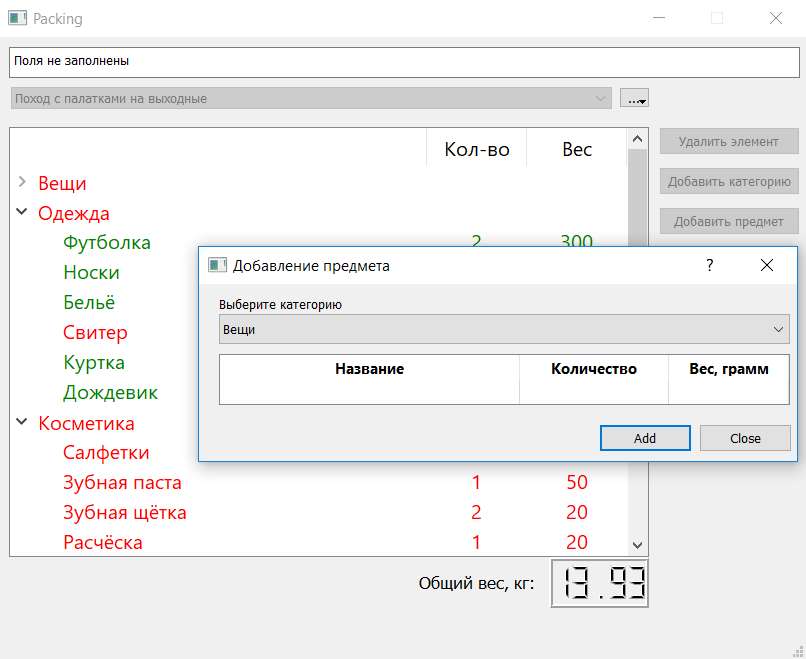 Packing
Поля не заполнены
Поход с палатками на выходные
...
Кол-во Вес
Удалить элемент
Добавить категорию
Добавить предмет
Вещи
Одежда
Футболка 2 300
Носки
Бельё
Свитер
Куртка
Дождевик
Косметика
Салфетки
Зубная паста 1 50
Зубная щётка 2 20
Расчёска 1 20
Общий вес, кг: 13.93
Добавление предмета ?
Выберите категорию
Вещи
Название Количество Вес, грамм
Add Close